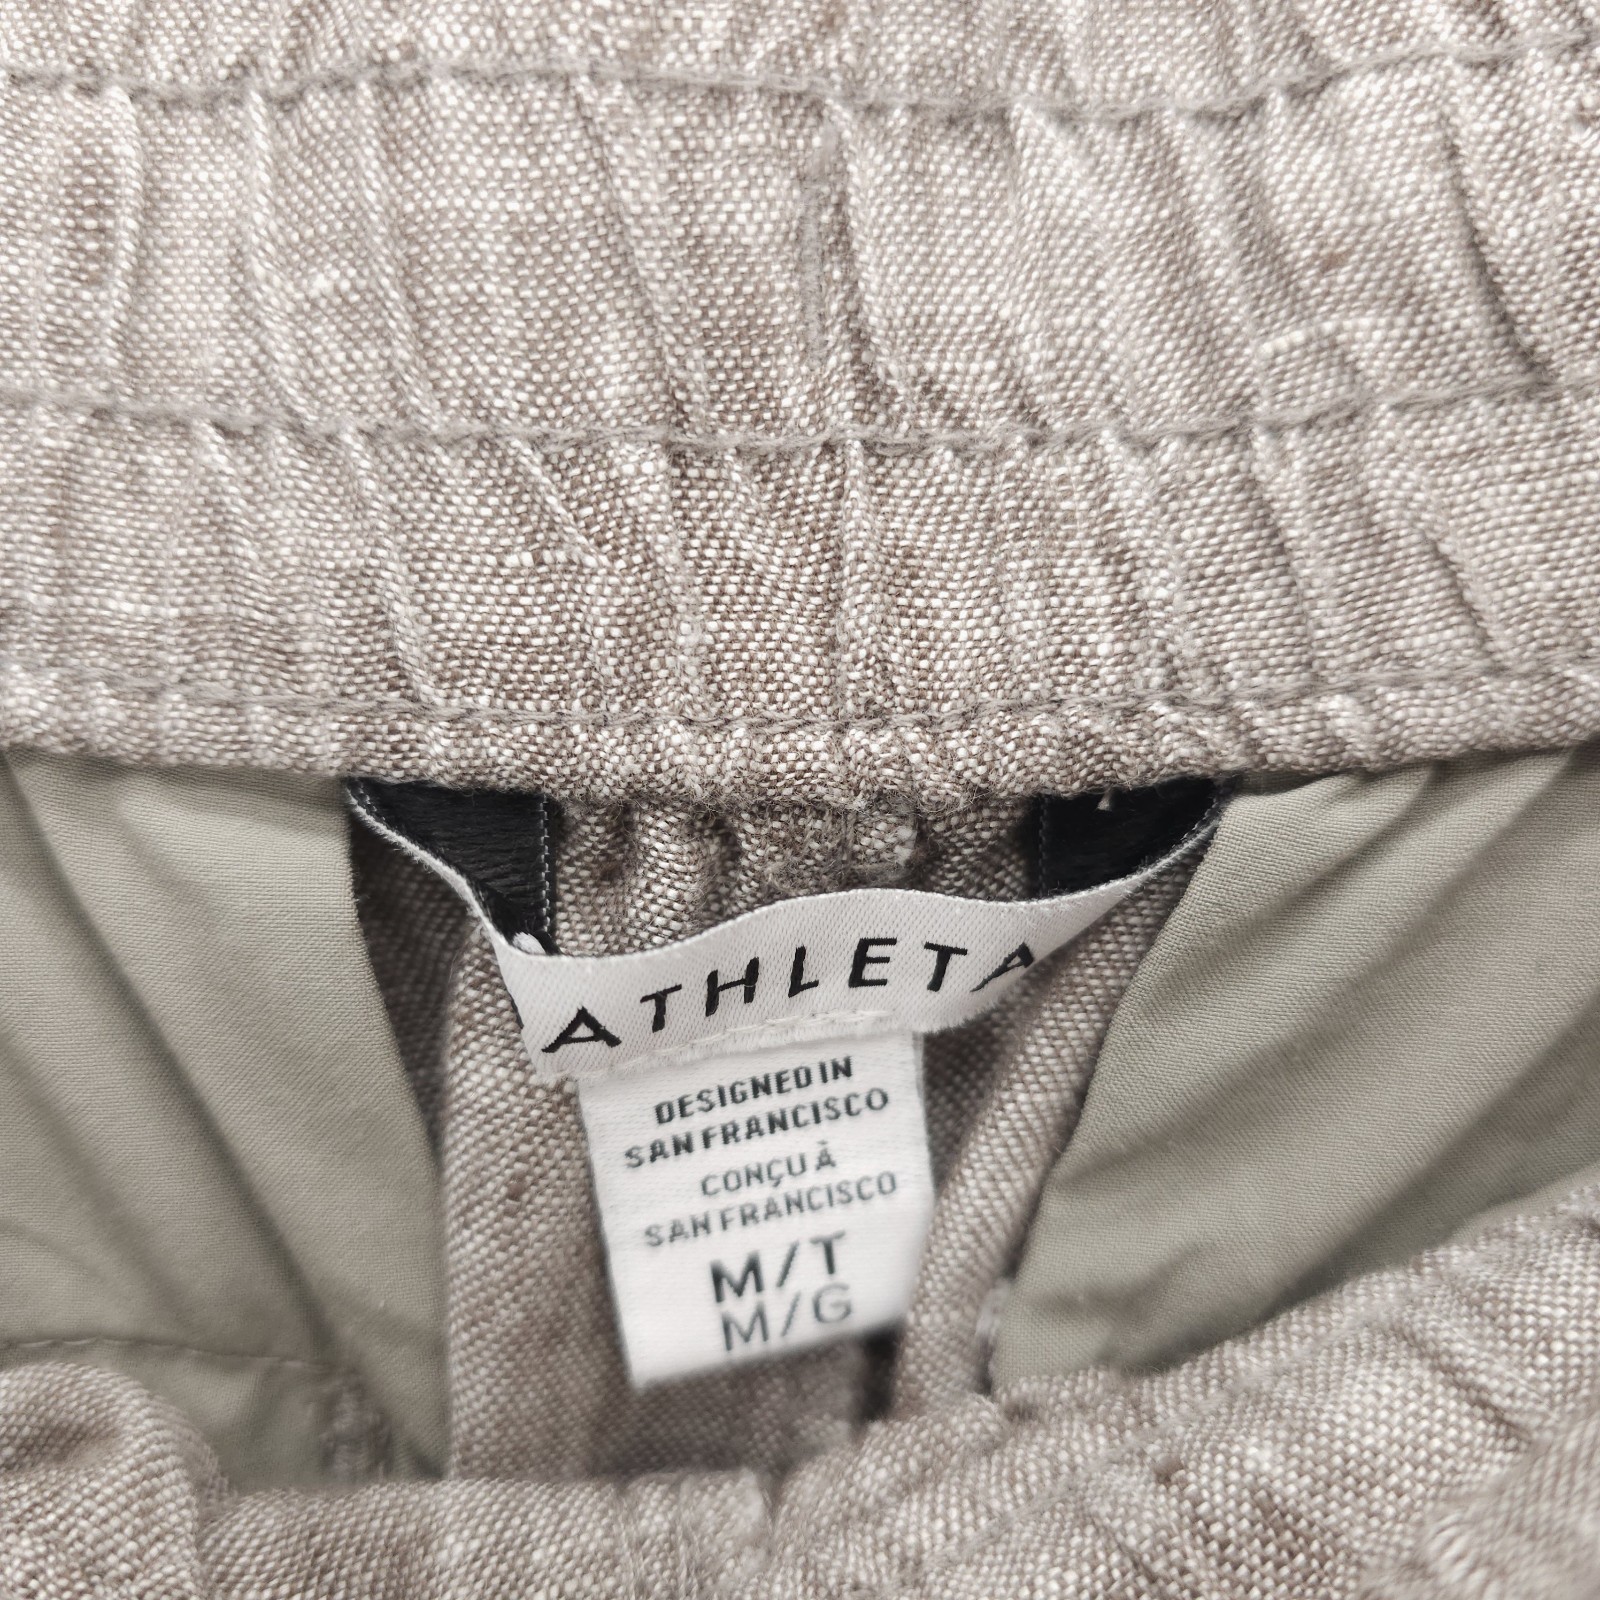 ATHLETA
DESIGNED IN
SAN FRANCISCO
CONÇU À
SAN FRANCISCO
M/T
M/G